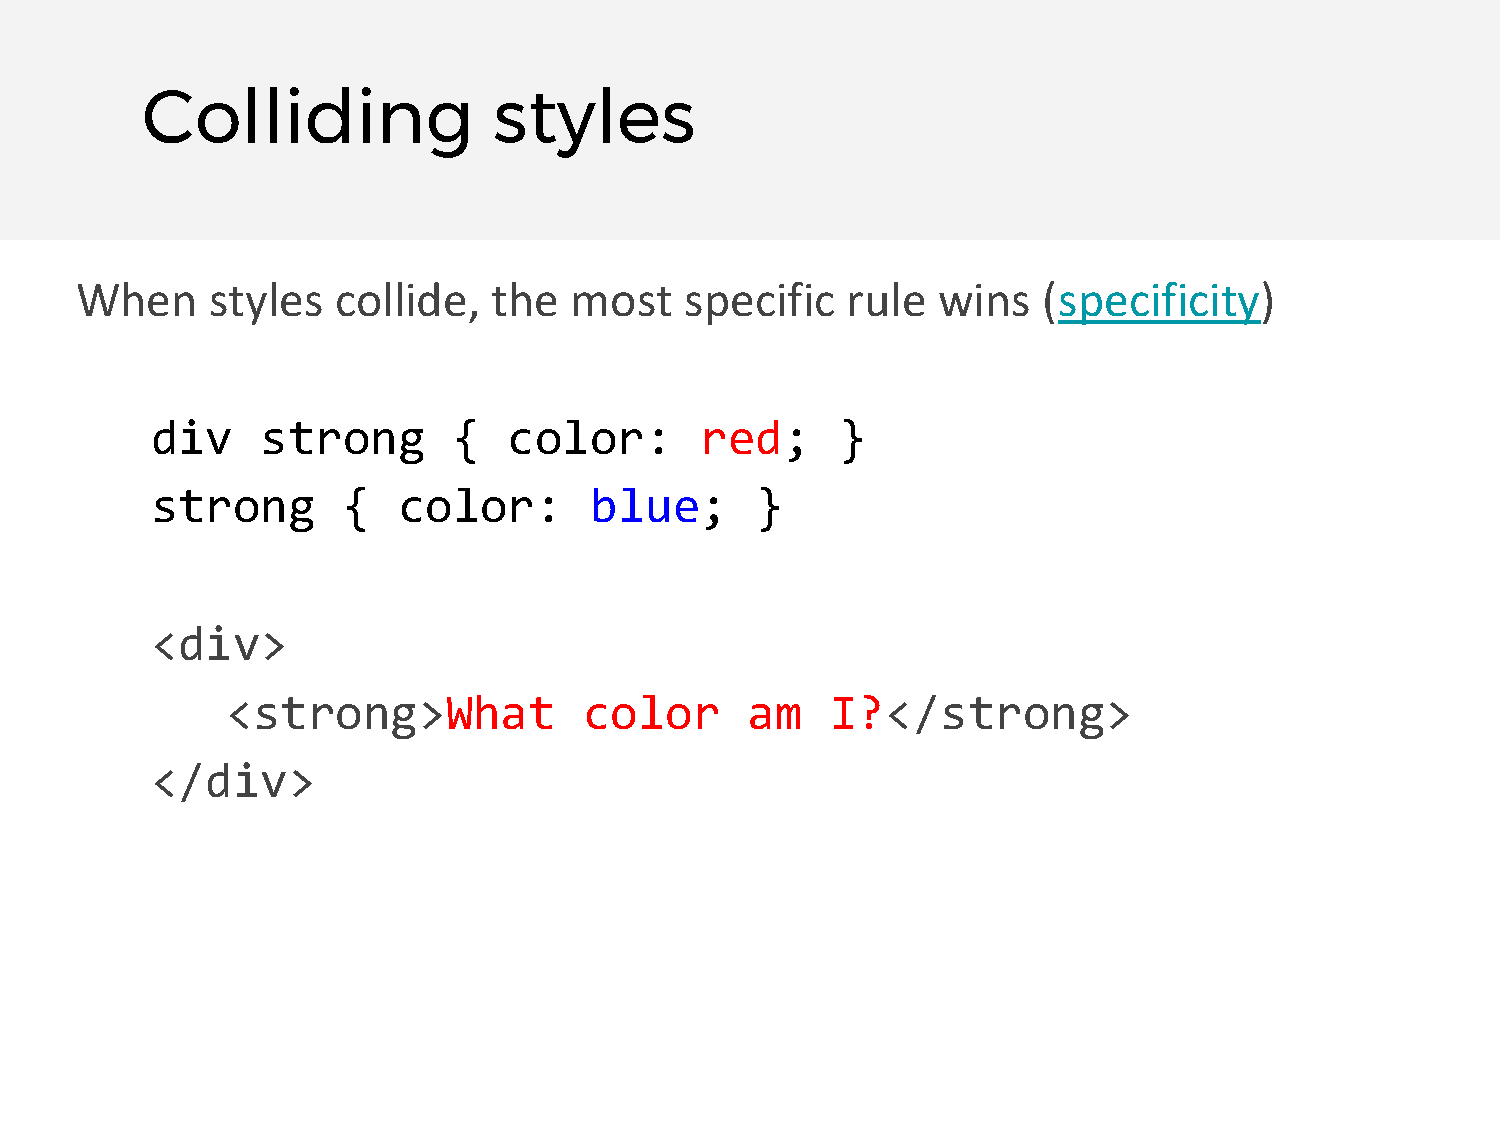 Colliding styles
When styles collide, the most specific rule wins (specificity)
div strong { color: red; }
strong { color: blue; }
<div>
<strong>What color am I?</strong>
</div>